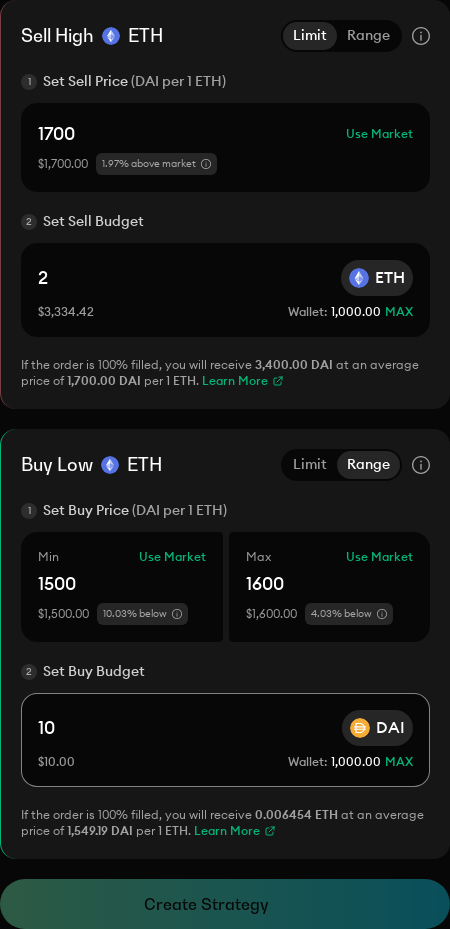 Sell High ETH Limit Range
1 Set Sell Price (DAI per 1 ETH)
1700 Use Market
$1,700.00 1.97% above market
2 Set Sell Budget
2 ETH
$3,334.42 Wallet: 1,000.00 MAX
If the order is 100% filled, you will receive 3,400.00 DAI at an average
price of 1,700.00 DAI per 1 ETH. Learn More
Buy Low ETH Limit Range
1 Set Buy Price (DAI per 1 ETH)
Min Use Market Max Use Market
1500 1600
$1,500.00 10.03% below $1,600.00 4.03% below
2 Set Buy Budget
10 DAI
$10.00 Wallet: 1,000.00 MAX
If the order is 100% filled, you will receive 0.006454 ETH at an average
price of 1,549.19 DAI per 1 ETH. Learn More
Create Strategy